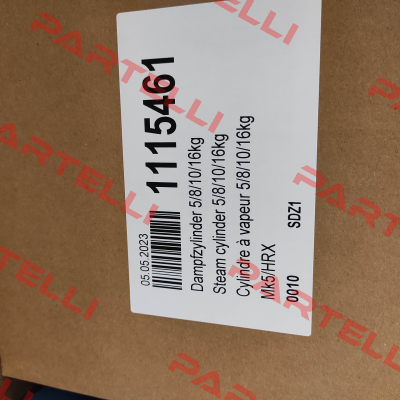 05.05.2023
1115461
Dampfzylinder 5/8/10/16kg
Steam cylinder 5/8/10/16kg
Cylindre à vapeur 5/8/10/16kg
Mk5/HRX
0010 SDZ1
PARTELLI
PARTELLI
PARTELLI
PARTELLI